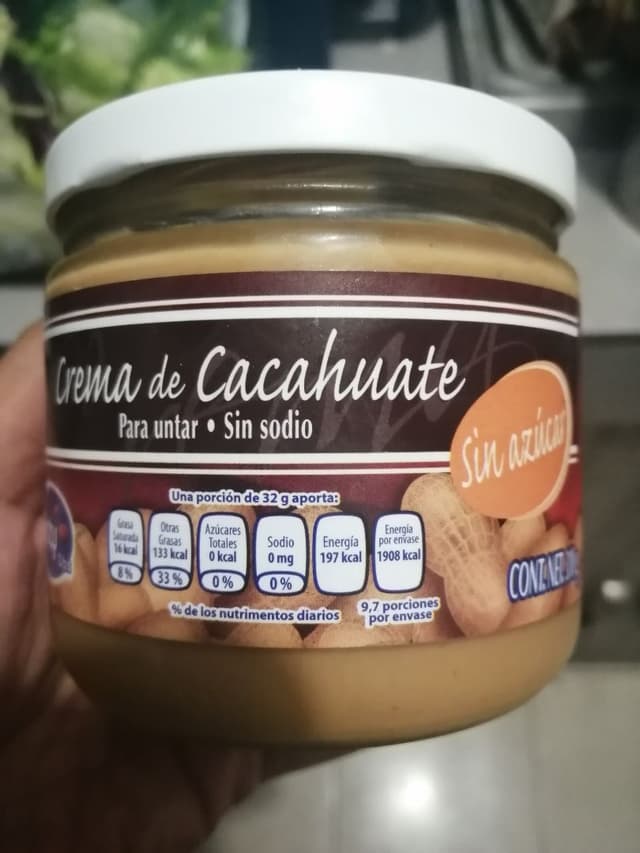 Crema de Cacahuate
Para untar • Sin sodio
Sin azúcar
Una porción de 32 g aporta:
Grasa Saturada 16 kcal 8%
Otras Grasas 133 kcal 33 %
Azúcares Totales 0 kcal 0 %
Sodio 0 mg 0 %
Energía 197 kcal
Energía por envase 1908 kcal
% de los nutrimentos diarios
9,7 porciones por envase
CONT. NET.